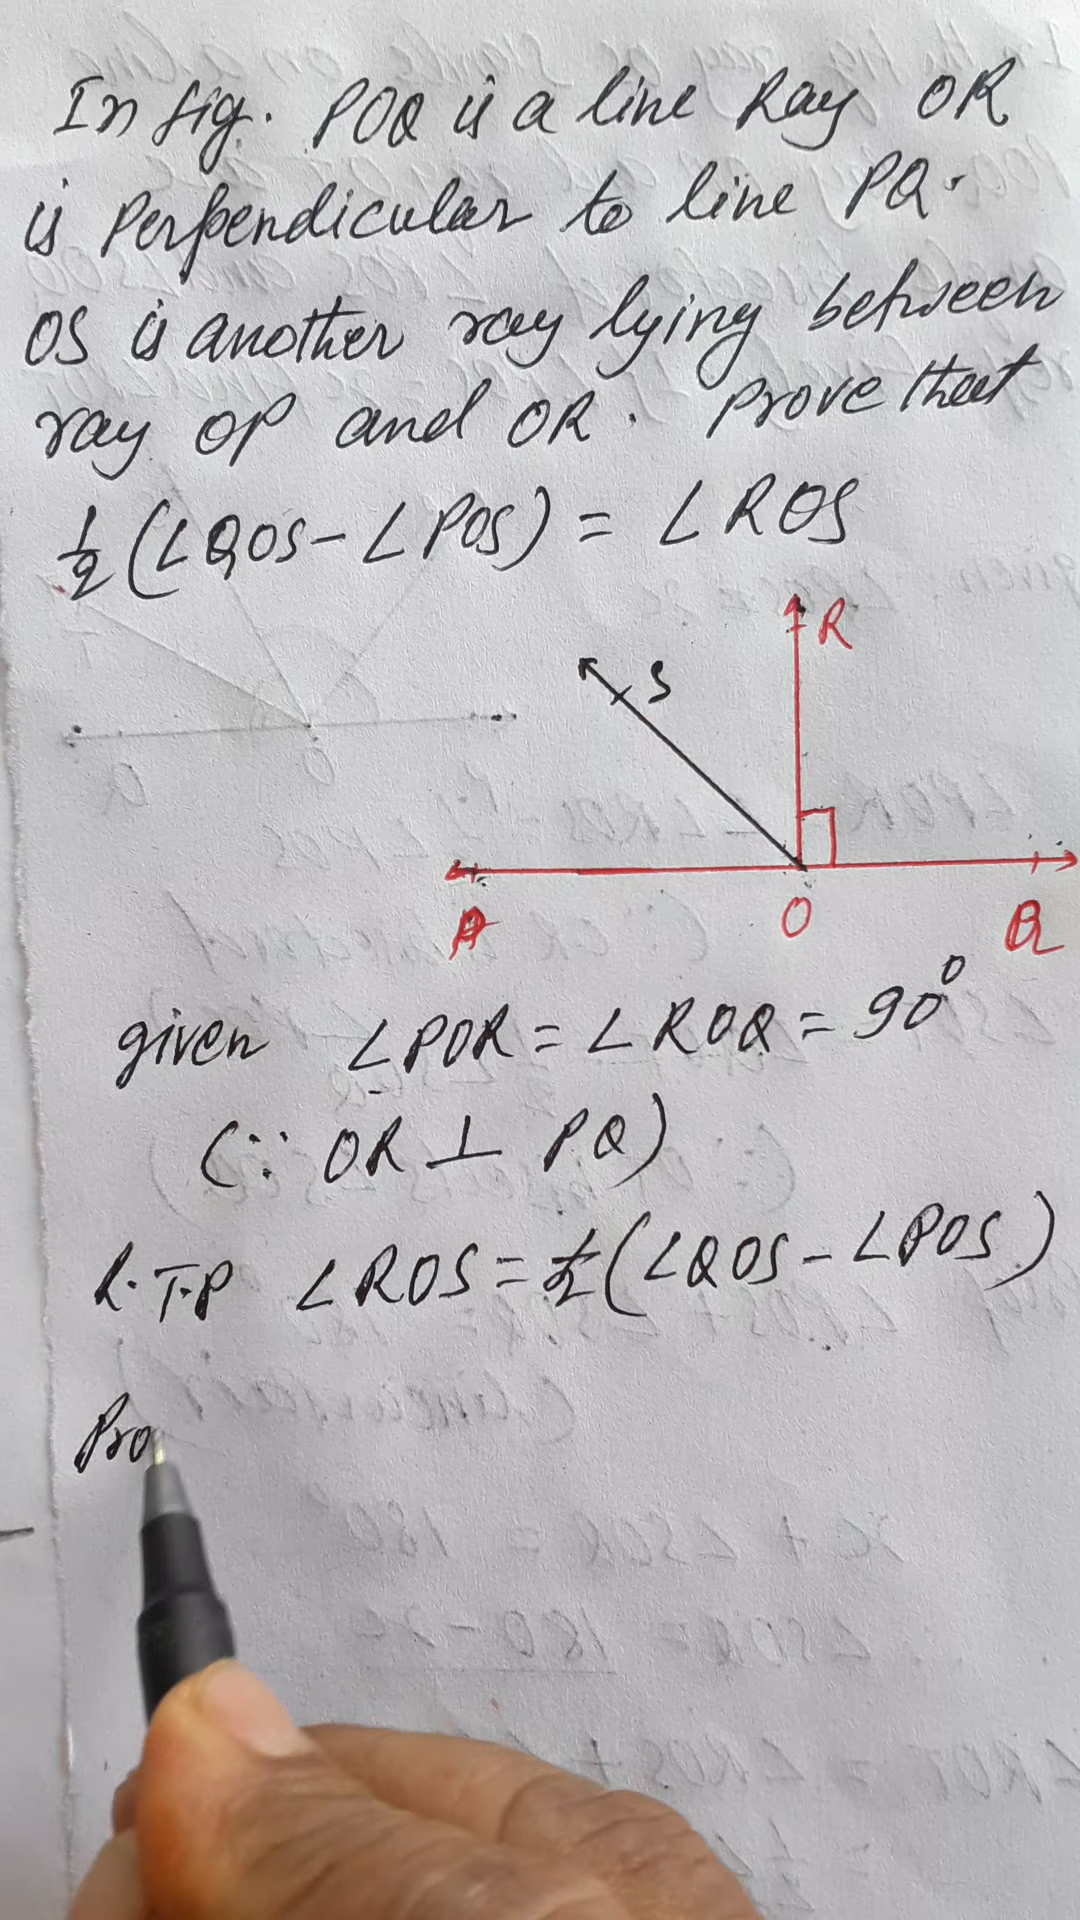 In fig. POQ is a line Ray OR
is Perpendicular to line PQ.
OS is another ray lying between
ray OP and OR. Prove that
½(∠QOS-∠POS) = ∠ROS
R
S
O
Q
given ∠POR = ∠ROQ = 90°
(∵ OR ⊥ PQ)
R.T.P ∠ROS = ½(∠QOS-∠POS)
Pro